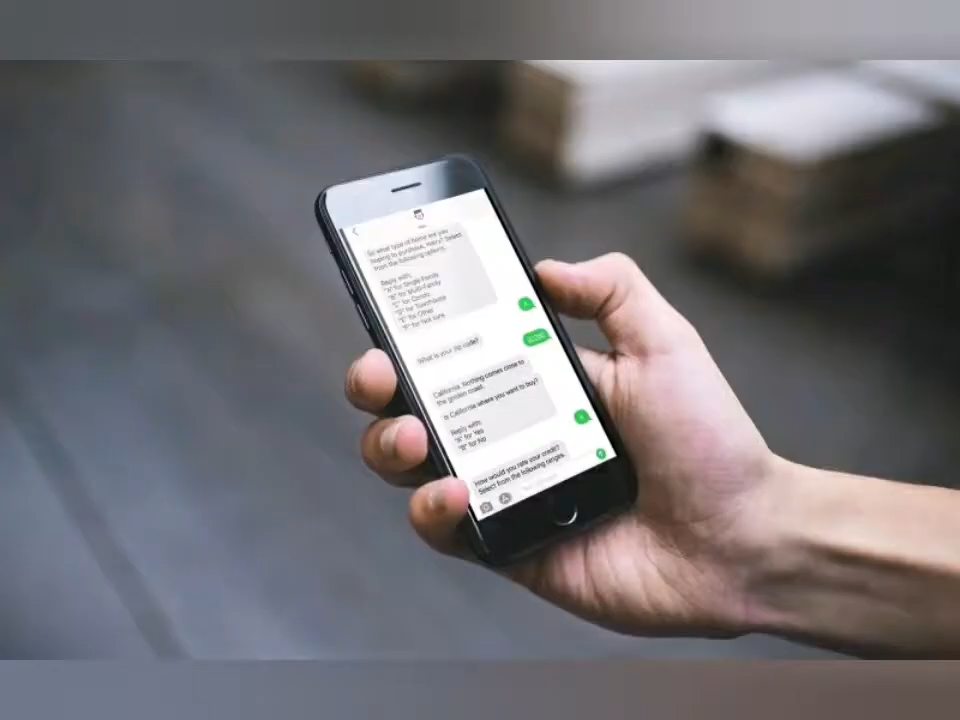 So what type of home are you
hoping to purchase, Select
from the following options.
Reply with:
"A" for Single-Family
"B" for Multi-Family
"C" for Condo
"D" for Townhouse
"E" for Other
"F" for Not sure
What is your zip code?
California. Nothing comes close to
the golden coast.
Is California where you want to buy?
Reply with:
"A" for Yes
"B" for No
How would you rate your credit?
Select from the following ranges.